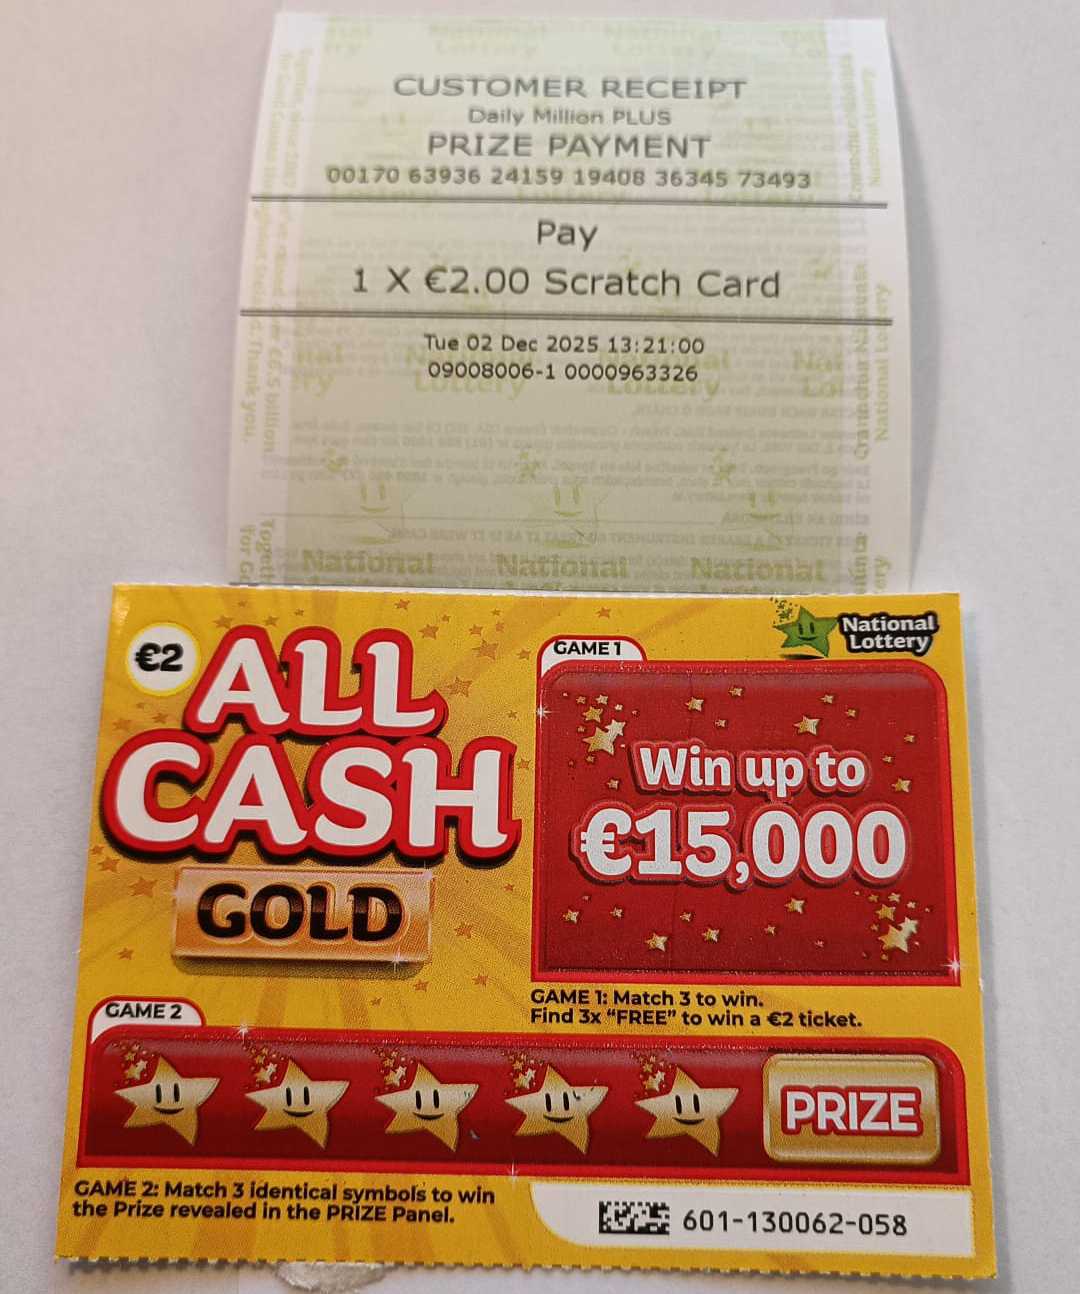 CUSTOMER RECEIPT
Daily Million PLUS
PRIZE PAYMENT
00170 63936 24159 19408 36345 73493
Pay
1 X €2.00 Scratch Card
Tue 02 Dec 2025 13:21:00
09008006-1 0000963326
National National National
€2
ALL
CASH
GOLD
National
Lottery
GAME 1
Win up to
€15,000
GAME 1: Match 3 to win.
Find 3x “FREE” to win a €2 ticket.
GAME 2
PRIZE
GAME 2: Match 3 identical symbols to win
the Prize revealed in the PRIZE Panel.
601-130062-058